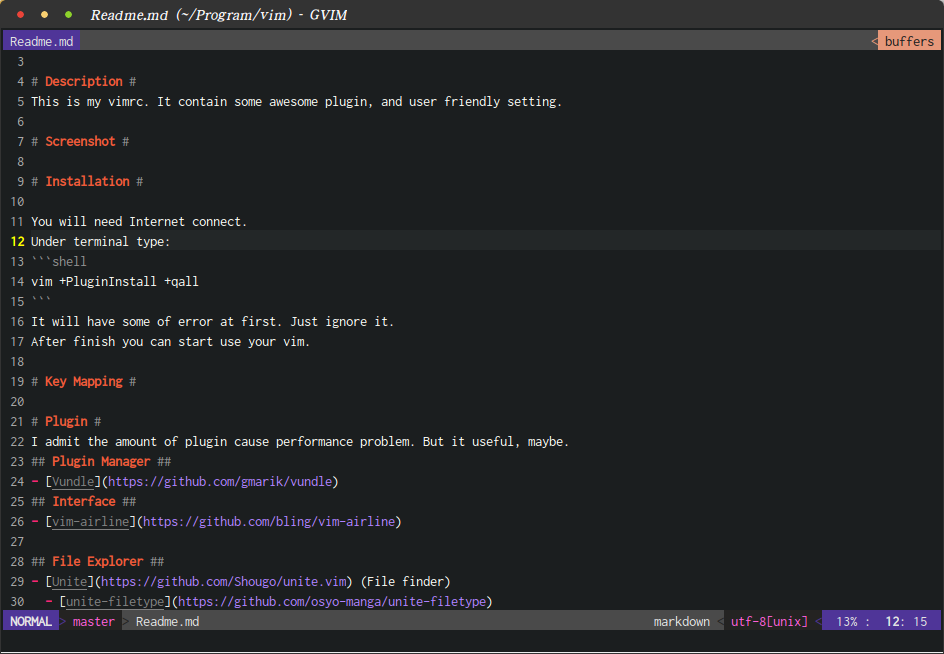 Readme.md (~/Program/vim) - GVIM
Readme.md < buffers
3
4 # Description #
5 This is my vimrc. It contain some awesome plugin, and user friendly setting.
6
7 # Screenshot #
8
9 # Installation #
10
11 You will need Internet connect.
12 Under terminal type:
13 ```shell
14 vim +PluginInstall +qall
15 ```
16 It will have some of error at first. Just ignore it.
17 After finish you can start use your vim.
18
19 # Key Mapping #
20
21 # Plugin #
22 I admit the amount of plugin cause performance problem. But it useful, maybe.
23 ## Plugin Manager ##
24 - [Vundle](https://github.com/gmarik/vundle)
25 ## Interface ##
26 - [vim-airline](https://github.com/bling/vim-airline)
27
28 ## File Explorer ##
29 - [Unite](https://github.com/Shougo/unite.vim) (File finder)
30   - [unite-filetype](https://github.com/osyo-manga/unite-filetype)
NORMAL > master > Readme.md markdown < utf-8[unix] < 13% : 12: 15